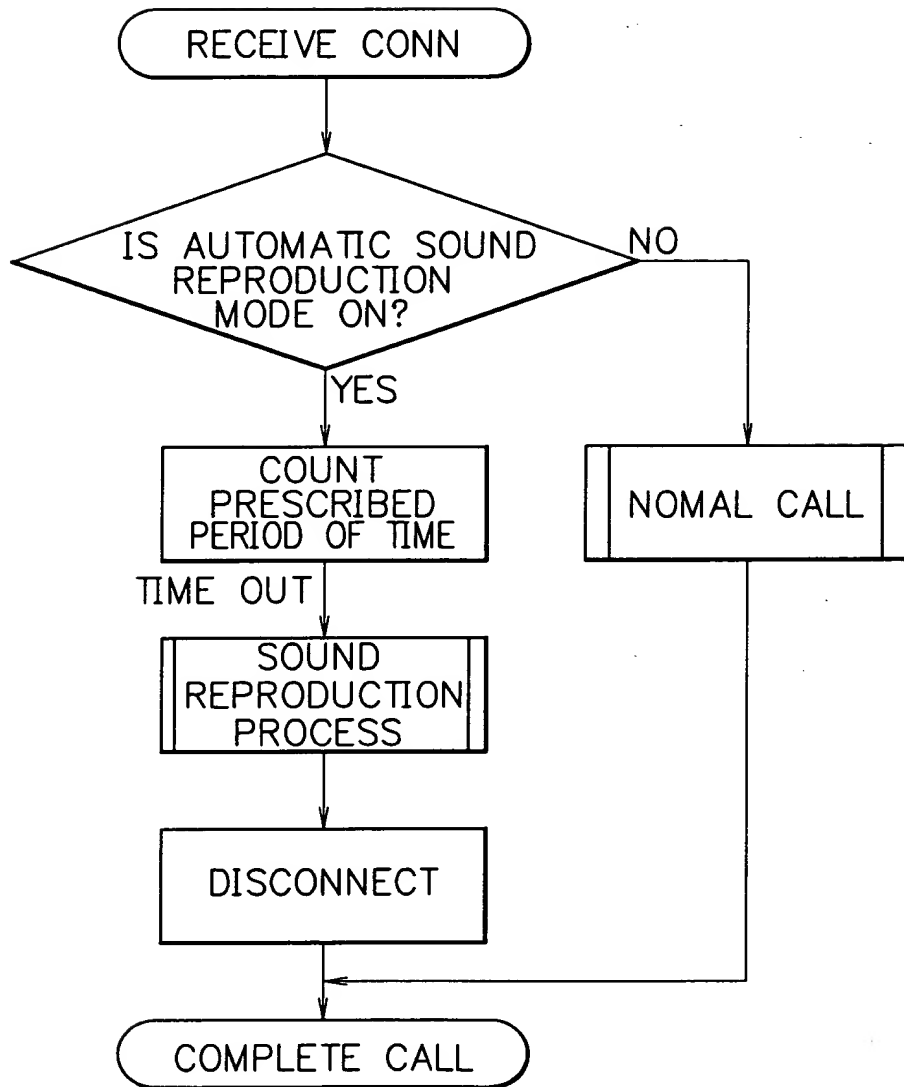 RECEIVE CONN
IS AUTOMATIC SOUND
REPRODUCTION
MODE ON?
NO
YES
COUNT
PRESCRIBED
PERIOD OF TIME
NOMAL CALL
TIME OUT
SOUND
REPRODUCTION
PROCESS
DISCONNECT
COMPLETE CALL